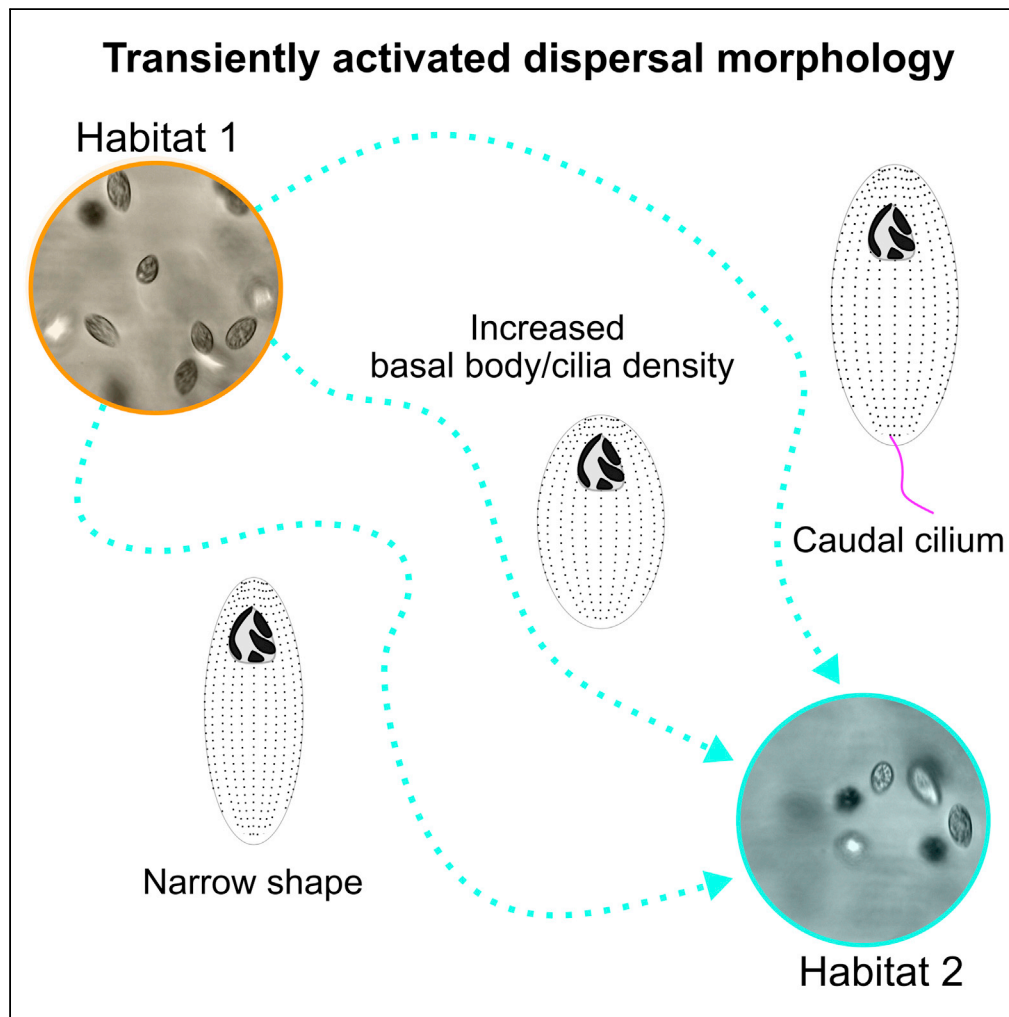 Transiently activated dispersal morphology
Habitat 1
Increased
basal body/cilia density
Caudal cilium
Narrow shape
Habitat 2